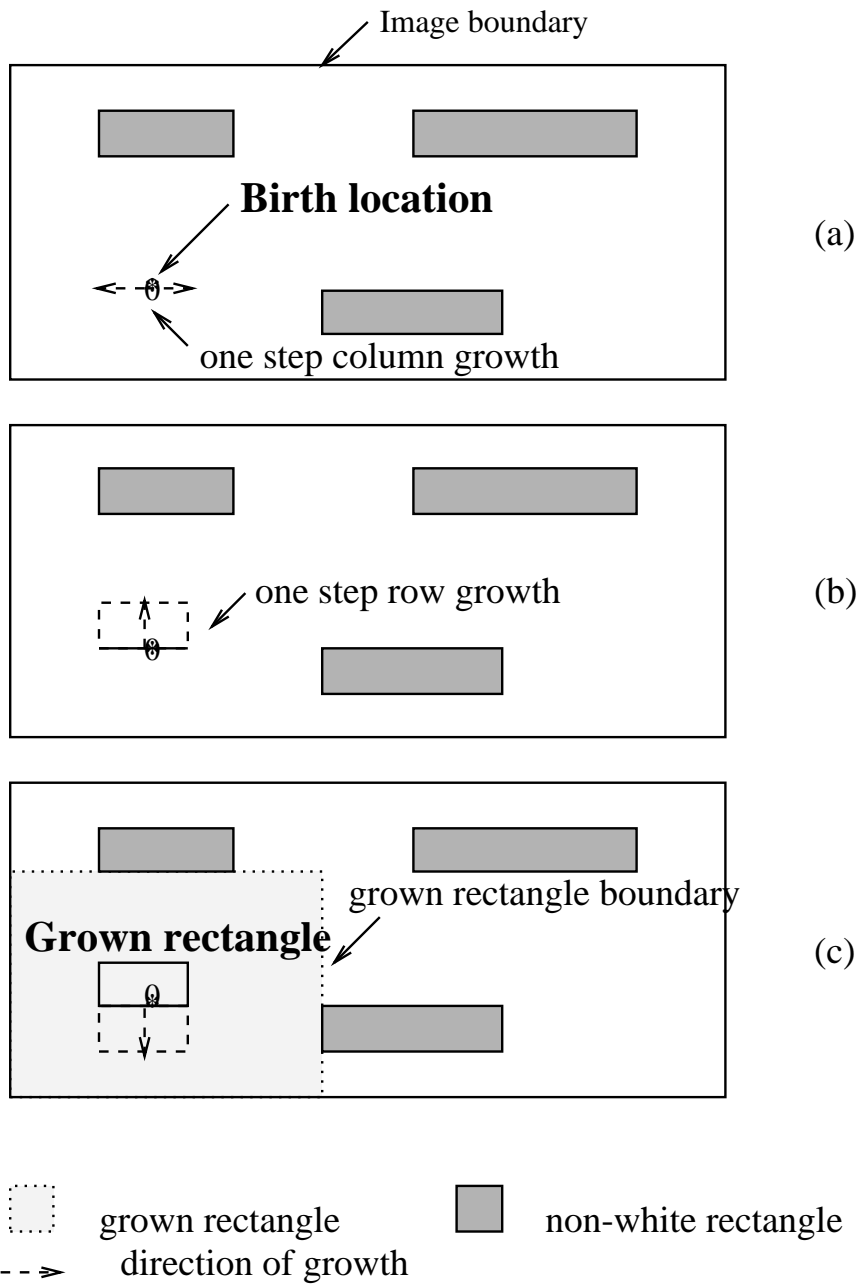 Image boundary
Birth location
(a)
one step column growth
one step row growth
(b)
grown rectangle boundary
Grown rectangle
(c)
grown rectangle
non-white rectangle
direction of growth